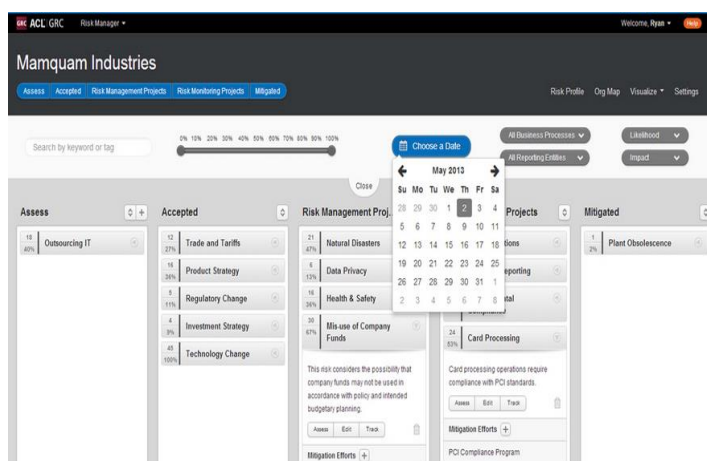 GRC ACL GRC Risk Manager Welcome, Ryan Help
Mamquam Industries
Assess Accepted Risk Management Projects Risk Monitoring Projects Mitigated
Risk Profile Org Map Visualize Settings
Search by keyword or tag
0% 10% 20% 30% 40% 50% 60% 70% 80% 90% 100%
Choose a Date
All Business Processes
Likelihood
All Reporting Entities
Impact
Close
May 2013
Su Mo Tu We Th Fr Sa
28 29 30 1 2 3 4
5 6 7 8 9 10 11
12 13 14 15 16 17 18
19 20 21 22 23 24 25
26 27 28 29 30 31 1
2 3 4 5 6 7 8
Assess
18
40%
Outsourcing IT
Accepted
12
27%
Trade and Tariffs
16
36%
Product Strategy
5
11%
Regulatory Change
4
9%
Investment Strategy
45
100%
Technology Change
Risk Management Proj...
21
47%
Natural Disasters
6
13%
Data Privacy
16
36%
Health & Safety
30
67%
Mis-use of Company
Funds
This risk considers the possibility that
company funds may not be used in
accordance with policy and intended
budgetary planning.
Assess Edit Track
Mitigation Efforts +
Projects
24
53%
Card Processing
Card processing operations require
compliance with PCI standards.
Assess Edit Track
Mitigation Efforts +
PCI Compliance Program
Mitigated
1
2%
Plant Obsolescence